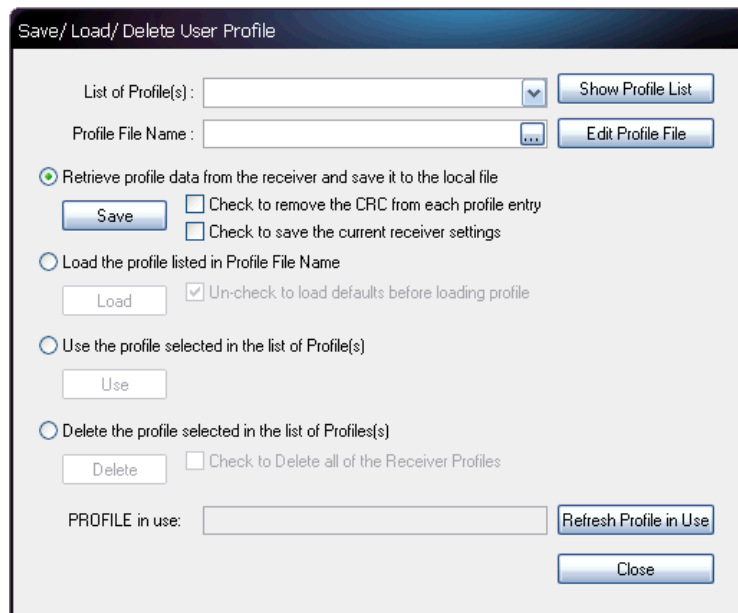 Save/ Load/ Delete User Profile
List of Profile(s) :
Show Profile List
Profile File Name :
...
Edit Profile File
Retrieve profile data from the receiver and save it to the local file
Save
Check to remove the CRC from each profile entry
Check to save the current receiver settings
Load the profile listed in Profile File Name
Load
Un-check to load defaults before loading profile
Use the profile selected in the list of Profile(s)
Use
Delete the profile selected in the list of Profiles(s)
Delete
Check to Delete all of the Receiver Profiles
PROFILE in use:
Refresh Profile in Use
Close